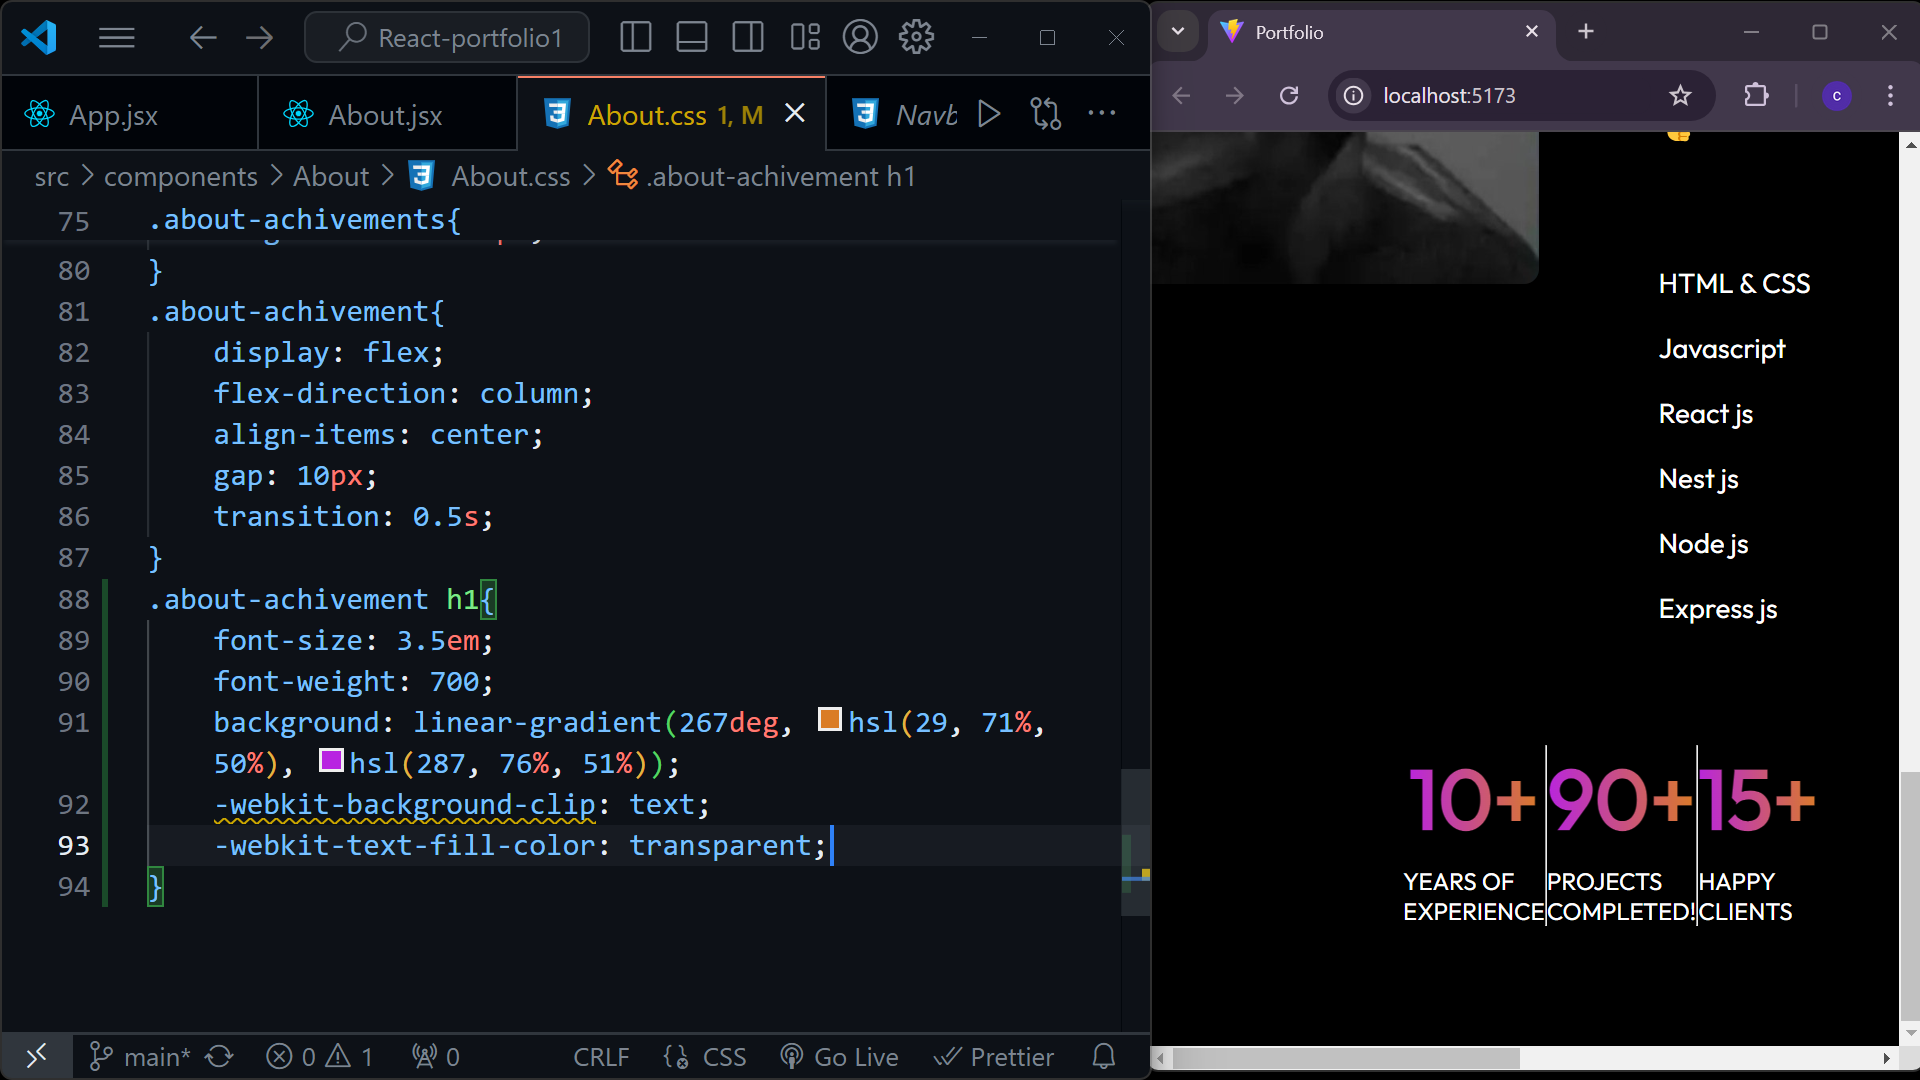 React-portfolio1
App.jsx
About.jsx
About.css 1, M
Navb
src > components > About > About.css > .about-achivement h1
75 .about-achivements{
80 }
81 .about-achivement{
82 display: flex;
83 flex-direction: column;
84 align-items: center;
85 gap: 10px;
86 transition: 0.5s;
87 }
88 .about-achivement h1{
89 font-size: 3.5em;
90 font-weight: 700;
91 background: linear-gradient(267deg, hsl(29, 71%,
50%), hsl(287, 76%, 51%));
92 -webkit-background-clip: text;
93 -webkit-text-fill-color: transparent;
94 }
main* 0 1 0 CRLF CSS Go Live Prettier
Portfolio
localhost:5173
c
HTML & CSS
Javascript
React js
Nest js
Node js
Express js
10+
YEARS OF
EXPERIENCE
90+
PROJECTS
COMPLETED!
15+
HAPPY
CLIENTS